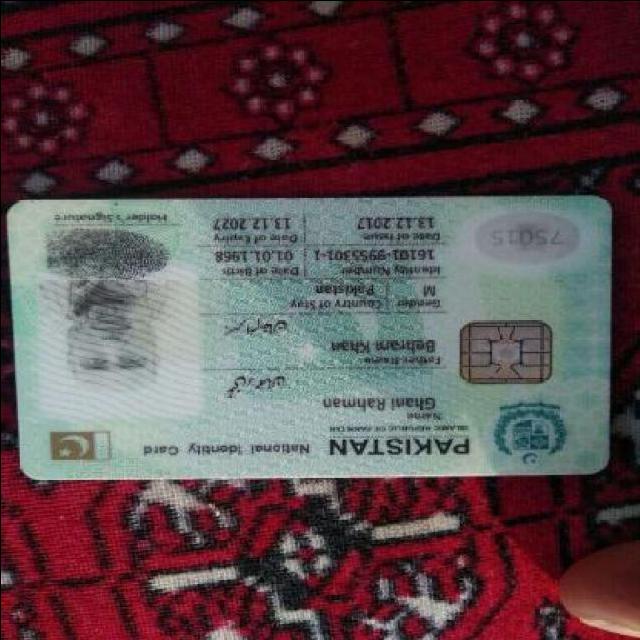 PAKISTAN National Identity Card
ISLAMIC REPUBLIC OF PAKISTAN
Name
Ghani Rahman
Father Name
Behram Khan
Gender Country of Stay
M Pakistan
Identity Number Date of Birth
16101-9955301-1 01.01.1968
Date of Issue Date of Expiry
13.12.2017 13.12.2027
Holder's Signature
75015